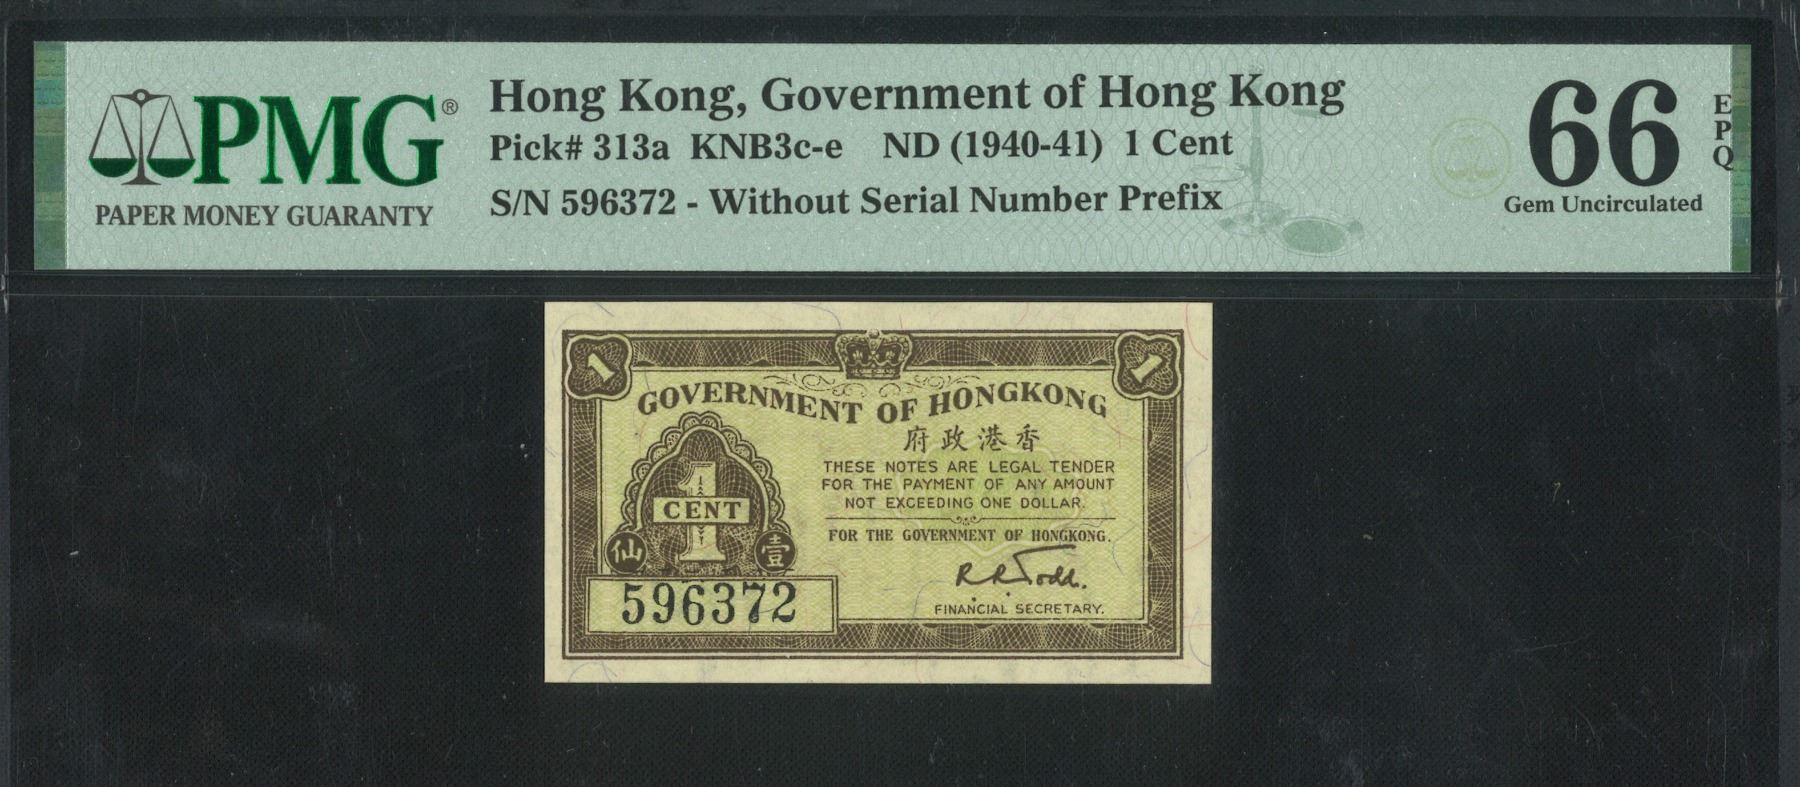 PMG®
PAPER MONEY GUARANTY
Hong Kong, Government of Hong Kong
Pick# 313a KNB3c-e ND (1940-41) 1 Cent
S/N 596372 - Without Serial Number Prefix
66
EPQ
Gem Uncirculated
1
1
GOVERNMENT OF HONGKONG
府政港香
THESE NOTES ARE LEGAL TENDER
FOR THE PAYMENT OF ANY AMOUNT
NOT EXCEEDING ONE DOLLAR.
FOR THE GOVERNMENT OF HONGKONG.
R.R.Todd.
FINANCIAL SECRETARY.
1
CENT
仙 壹
596372